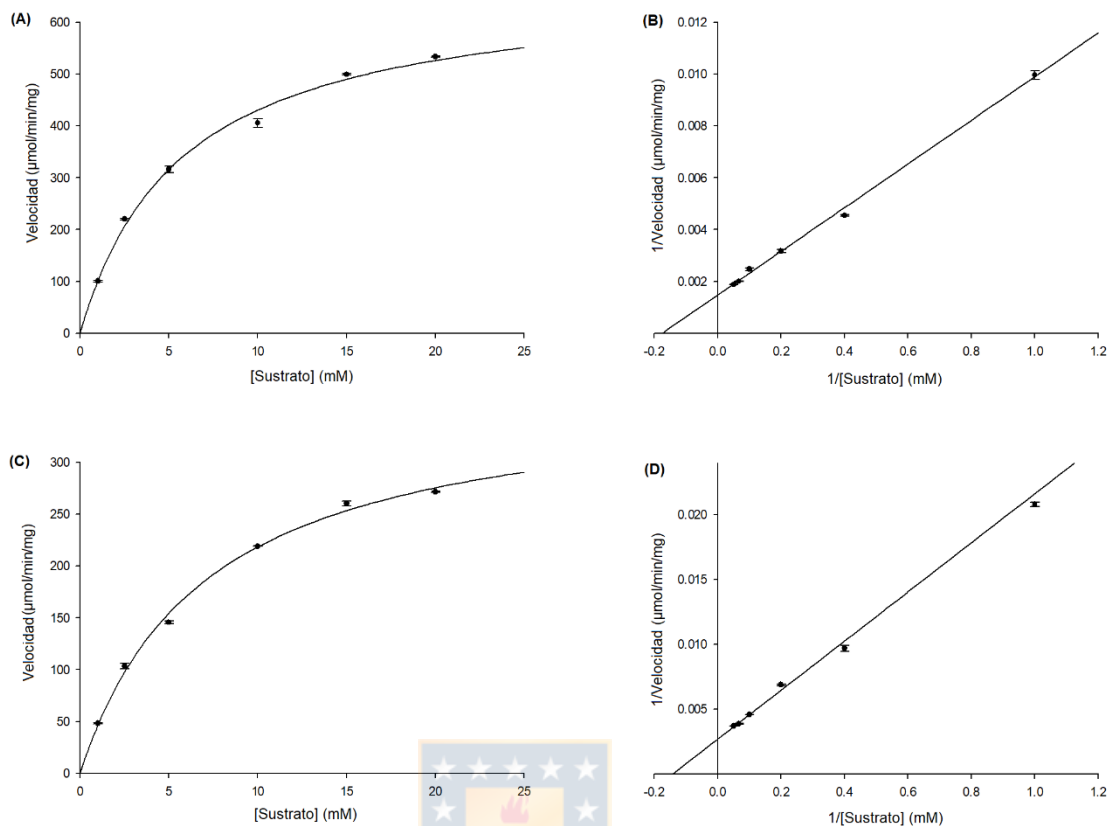 (A)
Velocidad (µmol/min/mg)
600
500
400
300
200
100
0
0 5 10 15 20 25
[Sustrato] (mM)
(B)
1/Velocidad (µmol/min/mg)
0.012
0.010
0.008
0.006
0.004
0.002
-0.2 0.0 0.2 0.4 0.6 0.8 1.0 1.2
1/[Sustrato] (mM)
(C)
Velocidad (µmol/min/mg)
300
250
200
150
100
50
0
0 5 10 15 20 25
[Sustrato] (mM)
(D)
1/Velocidad (µmol/min/mg)
0.020
0.015
0.010
0.005
-0.2 0.0 0.2 0.4 0.6 0.8 1.0 1.2
1/[Sustrato] (mM)